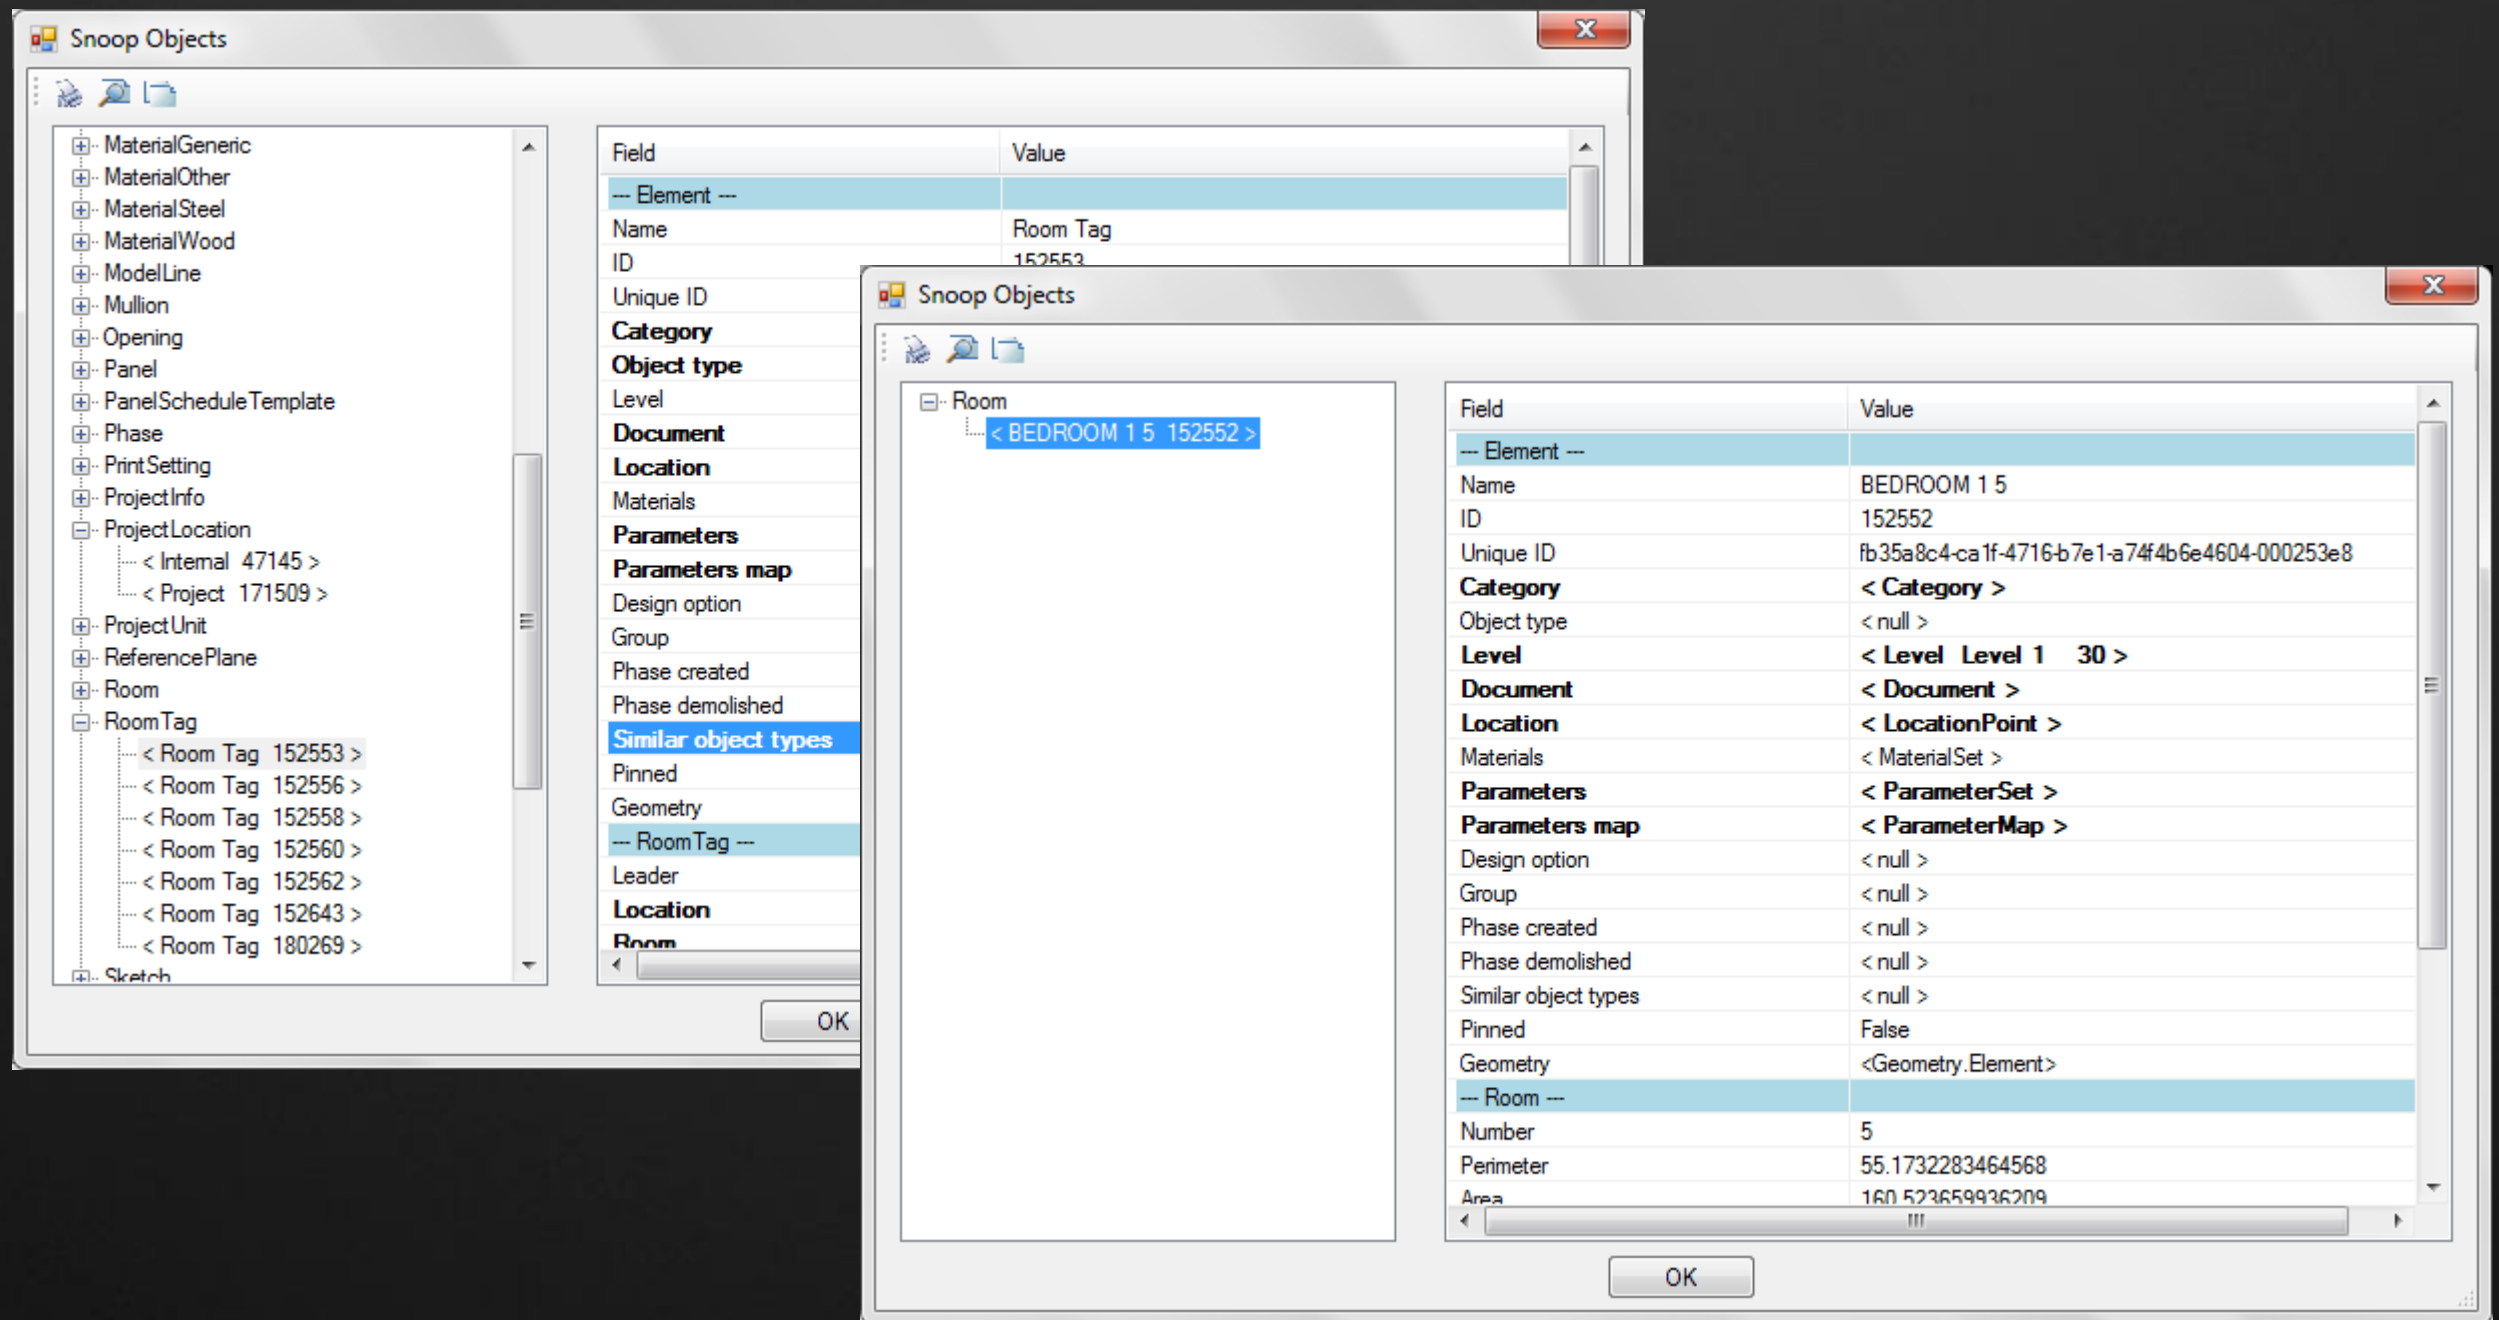 Snoop Objects
MaterialGeneric
MaterialOther
MaterialSteel
MaterialWood
ModelLine
Mullion
Opening
Panel
PanelScheduleTemplate
Phase
PrintSetting
ProjectInfo
ProjectLocation
< Internal 47145 >
< Project 171509 >
ProjectUnit
ReferencePlane
Room
RoomTag
< Room Tag 152553 >
< Room Tag 152556 >
< Room Tag 152558 >
< Room Tag 152560 >
< Room Tag 152562 >
< Room Tag 152643 >
< Room Tag 180269 >
Sketch
Field Value
--- Element ---
Name Room Tag
ID 152553
Unique ID
Category
Object type
Level
Document
Location
Materials
Parameters
Parameters map
Design option
Group
Phase created
Phase demolished
Similar object types
Pinned
Geometry
--- RoomTag ---
Leader
Location
Room
OK
Snoop Objects
Room
< BEDROOM 1 5 152552 >
Field Value
--- Element ---
Name BEDROOM 1 5
ID 152552
Unique ID fb35a8c4-ca1f-4716-b7e1-a74f4b6e4604-000253e8
Category < Category >
Object type < null >
Level < Level Level 1 30 >
Document < Document >
Location < LocationPoint >
Materials < MaterialSet >
Parameters < ParameterSet >
Parameters map < ParameterMap >
Design option < null >
Group < null >
Phase created < null >
Phase demolished < null >
Similar object types < null >
Pinned False
Geometry <Geometry.Element>
--- Room ---
Number 5
Perimeter 55.1732283464568
Area 160.523659936209
OK